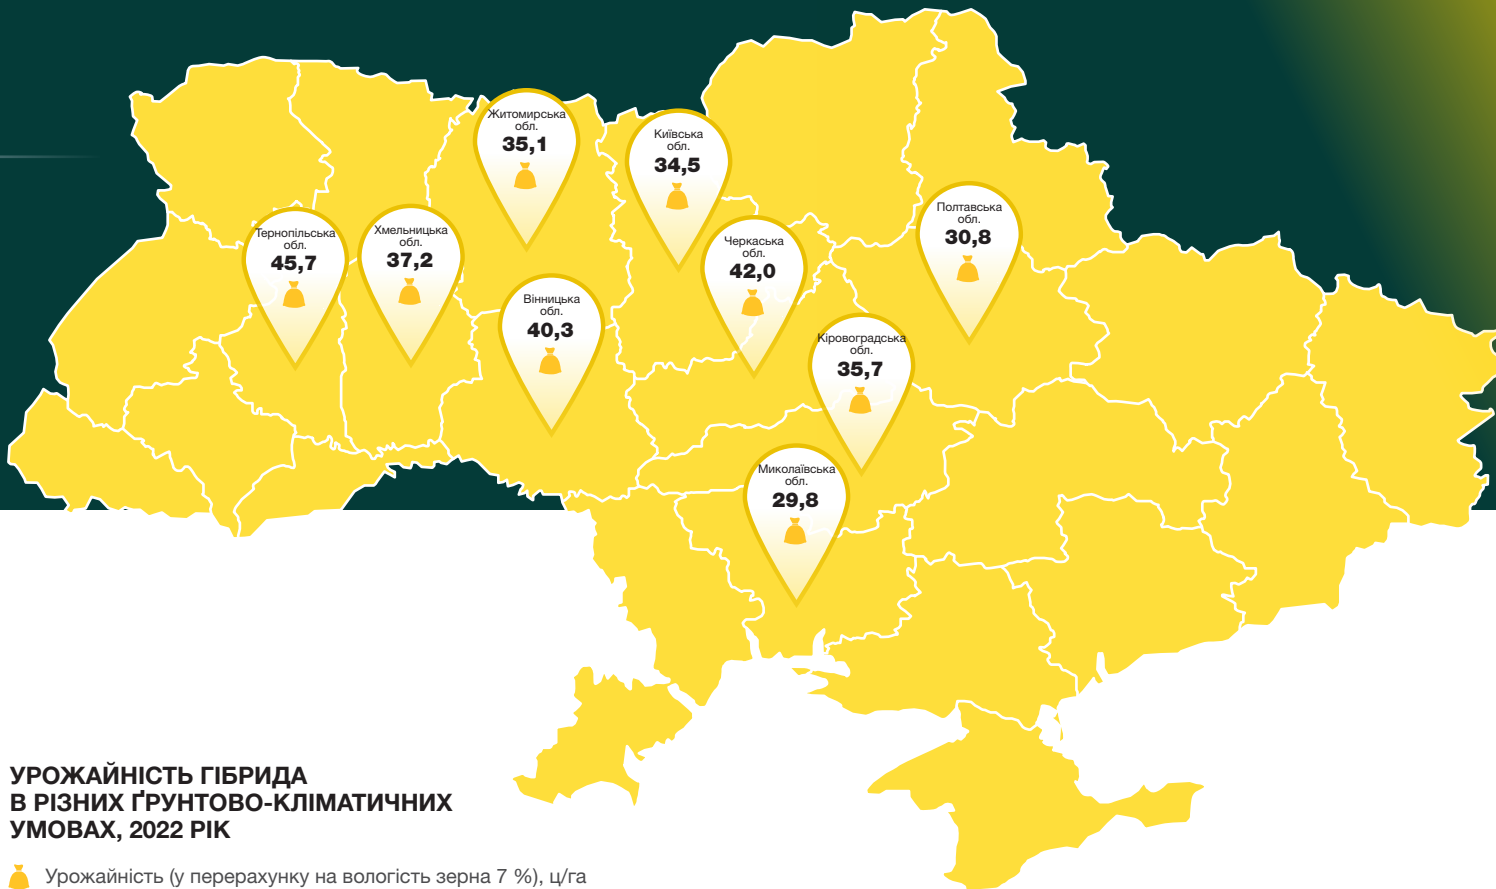 Житомирська
обл.
35,1
Київська
обл.
34,5
Полтавська
обл.
30,8
Тернопільська
обл.
45,7
Хмельницька
обл.
37,2
Черкаська
обл.
42,0
Вінницька
обл.
40,3
Кіровоградська
обл.
35,7
Миколаївська
обл.
29,8
УРОЖАЙНІСТЬ ГІБРИДА
В РІЗНИХ ҐРУНТОВО-КЛІМАТИЧНИХ
УМОВАХ, 2022 РІК
Урожайність (у перерахунку на вологість зерна 7 %), ц/га